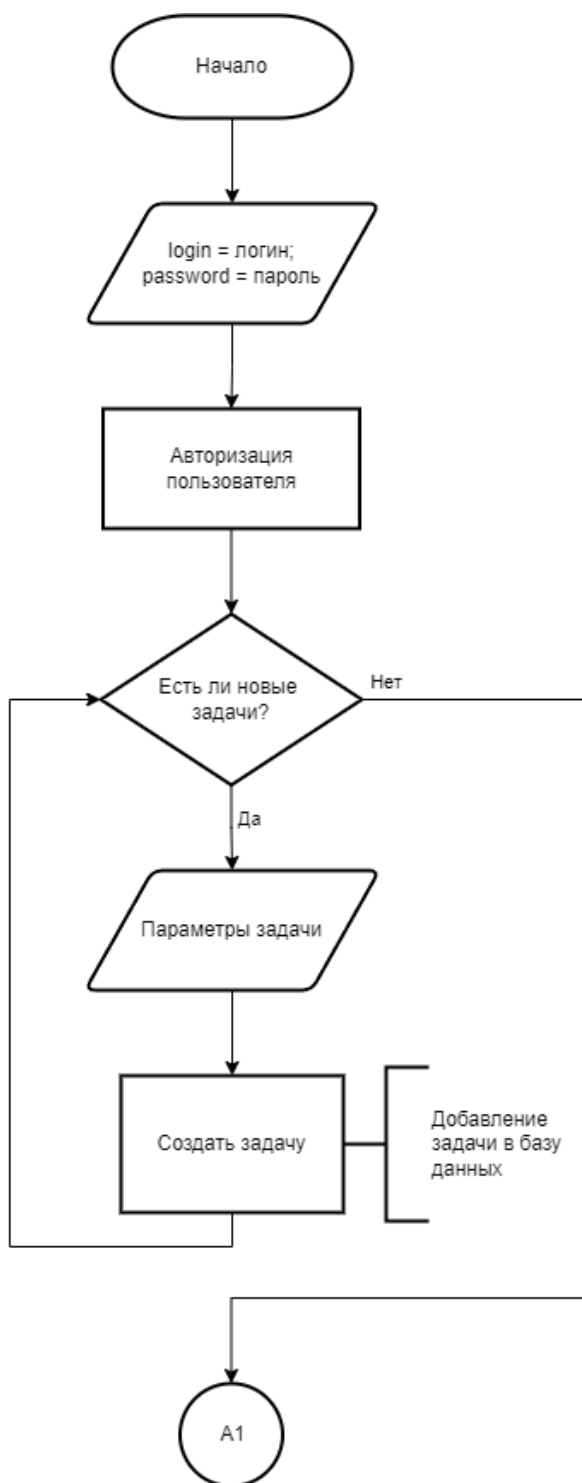 Начало
login = логин;
password = пароль
Авторизация
пользователя
Есть ли новые
задачи?
Нет
Да
Параметры задачи
Создать задачу
Добавление
задачи в базу
данных
А1